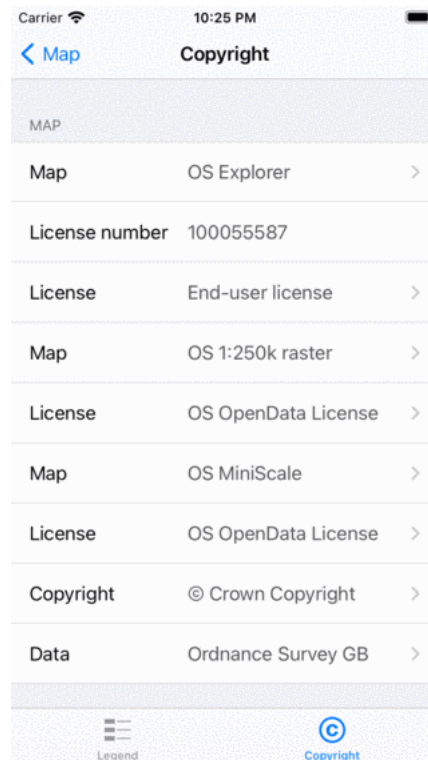 Carrier 10:25 PM
Map Copyright
MAP
Map OS Explorer
License number 100055587
License End-user license
Map OS 1:250k raster
License OS OpenData License
Map OS MiniScale
License OS OpenData License
Copyright © Crown Copyright
Data Ordnance Survey GB
©
Legend Copyright